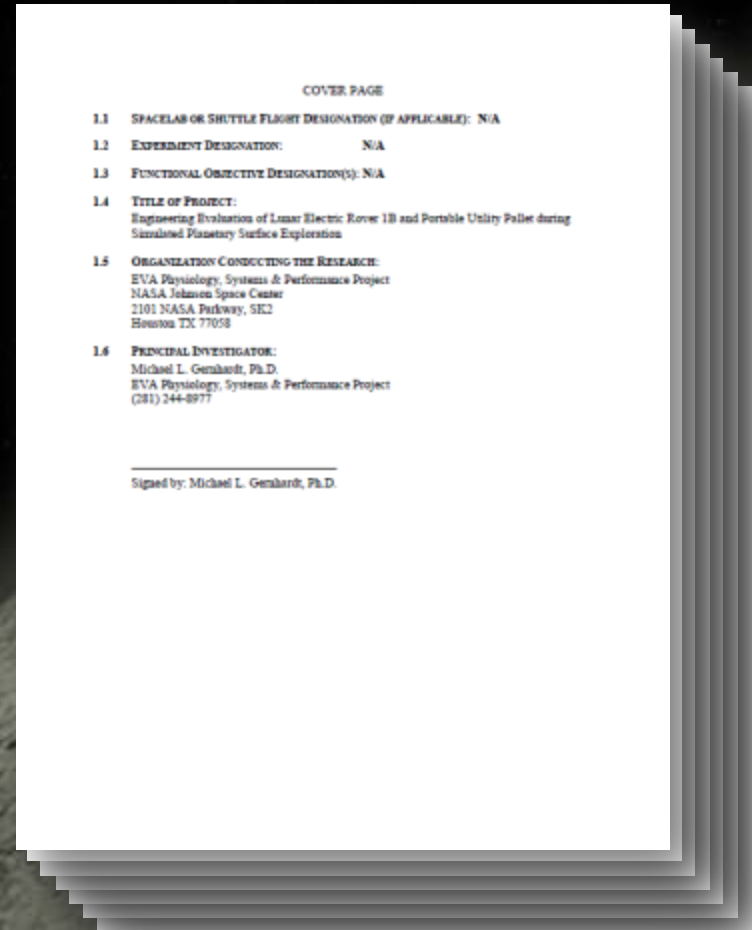 COVER PAGE
1.1 SPACELAB OR SHUTTLE FLIGHT DESIGNATION (IF APPLICABLE): N/A
1.2 EXPERIMENT DESIGNATION: N/A
1.3 FUNCTIONAL OBJECTIVE DESIGNATION(S): N/A
1.4 TITLE OF PROJECT:
Engineering Evaluation of Lunar Electric Rover 1B and Portable Utility Pallet during
Simulated Planetary Surface Exploration
1.5 ORGANIZATION CONDUCTING THE RESEARCH:
EVA Physiology, Systems & Performance Project
NASA Johnson Space Center
2101 NASA Parkway, SK2
Houston TX 77058
1.6 PRINCIPAL INVESTIGATOR:
Michael L. Gernhardt, Ph.D.
EVA Physiology, Systems & Performance Project
(281) 244-8977
Signed by: Michael L. Gernhardt, Ph.D.